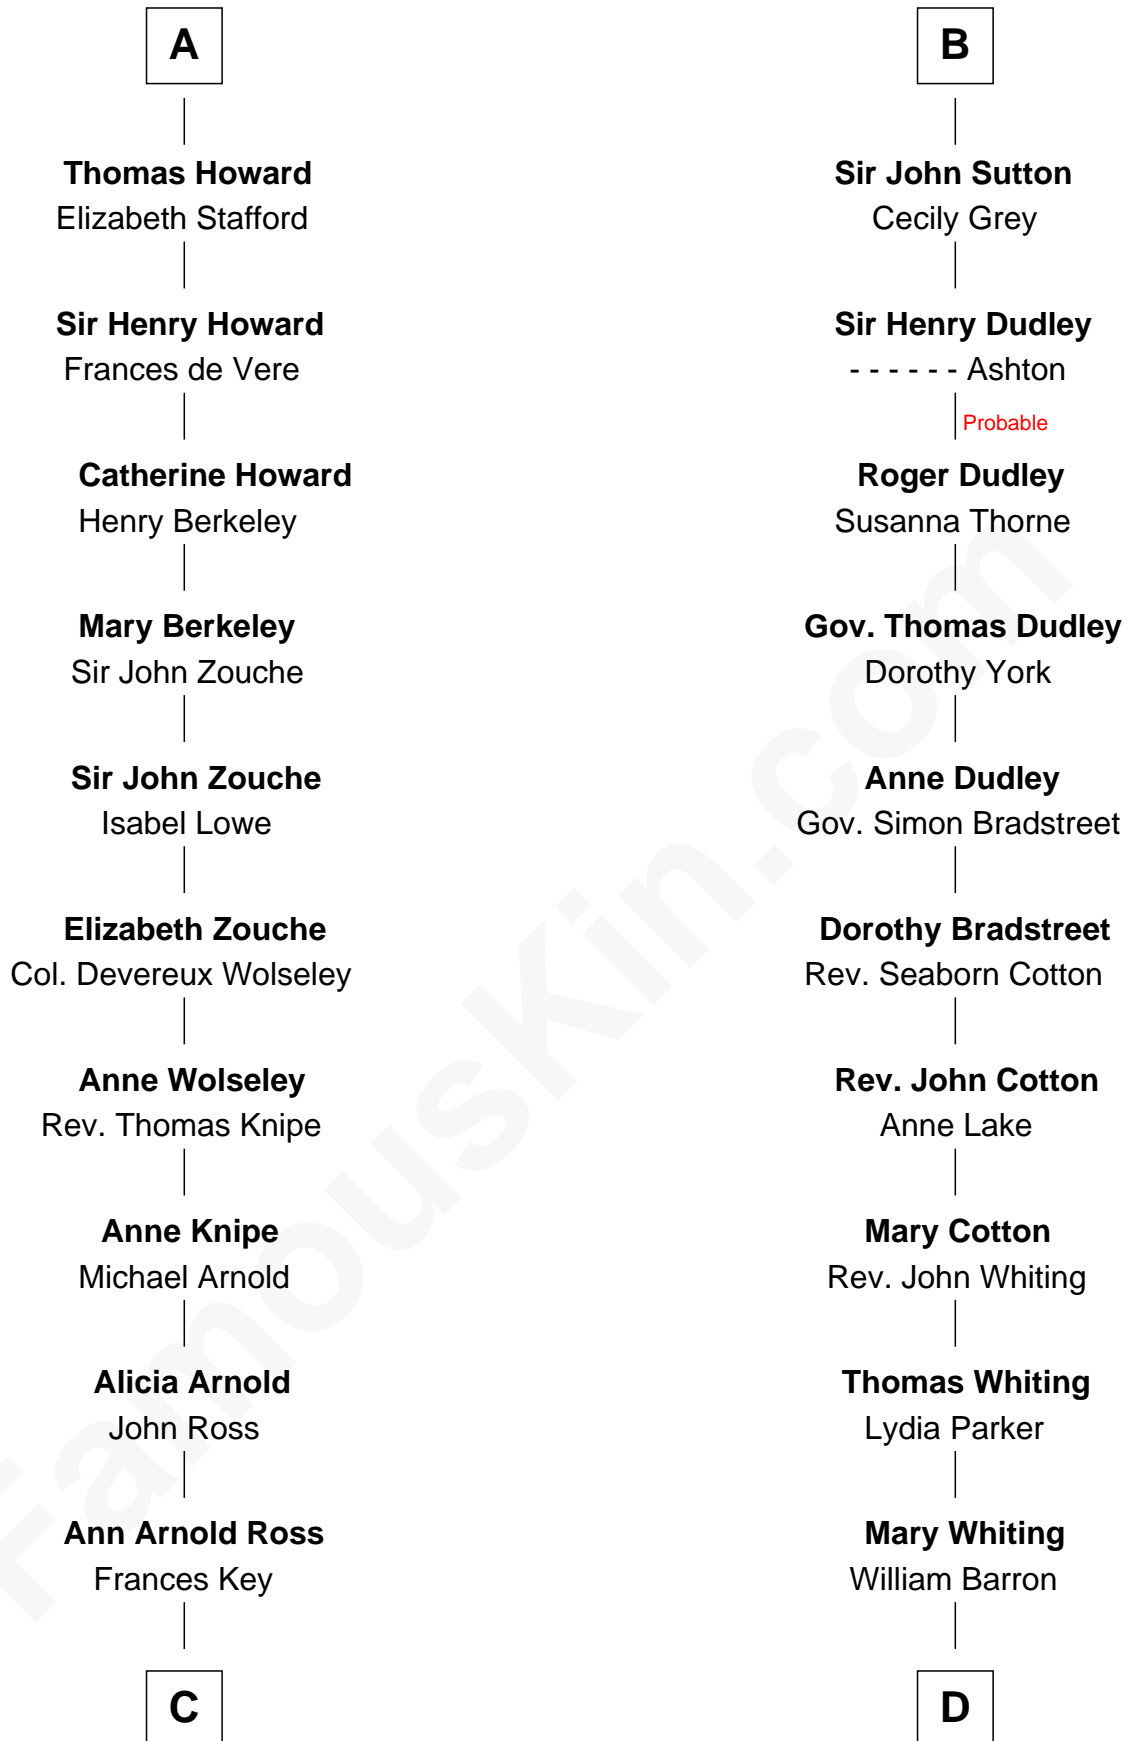 A
Thomas Howard
Elizabeth Stafford
Sir Henry Howard
Frances de Vere
Catherine Howard
Henry Berkeley
Mary Berkeley
Sir John Zouche
Sir John Zouche
Isabel Lowe
Elizabeth Zouche
Col. Devereux Wolseley
Anne Wolseley
Rev. Thomas Knipe
Anne Knipe
Michael Arnold
Alicia Arnold
John Ross
Ann Arnold Ross
Frances Key
C
B
Sir John Sutton
Cecily Grey
Sir Henry Dudley
- - - - - - Ashton
Probable
Roger Dudley
Susanna Thorne
Gov. Thomas Dudley
Dorothy York
Anne Dudley
Gov. Simon Bradstreet
Dorothy Bradstreet
Rev. Seaborn Cotton
Rev. John Cotton
Anne Lake
Mary Cotton
Rev. John Whiting
Thomas Whiting
Lydia Parker
Mary Whiting
William Barron
D
FamousKin.com